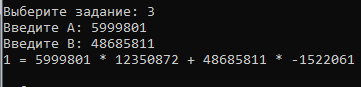 Выберите задание: 3
Введите A: 5999801
Введите B: 48685811
1 = 5999801 * 12350872 + 48685811 * -1522061